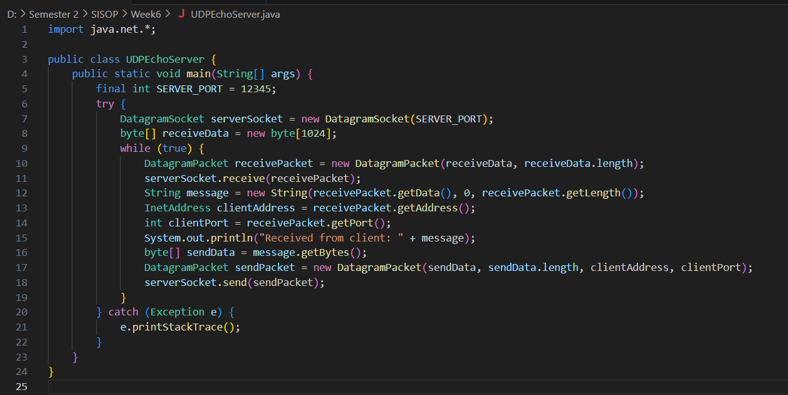 D: > Semester 2 > SISOP > Week6 > J UDPEchoServer.java
1 import java.net.*;
2
3 public class UDPEchoServer {
4 public static void main(String[] args) {
5 final int SERVER_PORT = 12345;
6 try {
7 DatagramSocket serverSocket = new DatagramSocket(SERVER_PORT);
8 byte[] receiveData = new byte[1024];
9 while (true) {
10 DatagramPacket receivePacket = new DatagramPacket(receiveData, receiveData.length);
11 serverSocket.receive(receivePacket);
12 String message = new String(receivePacket.getData(), 0, receivePacket.getLength());
13 InetAddress clientAddress = receivePacket.getAddress();
14 int clientPort = receivePacket.getPort();
15 System.out.println("Received from client: " + message);
16 byte[] sendData = message.getBytes();
17 DatagramPacket sendPacket = new DatagramPacket(sendData, sendData.length, clientAddress, clientPort);
18 serverSocket.send(sendPacket);
19 }
20 } catch (Exception e) {
21 e.printStackTrace();
22 }
23 }
24 }
25